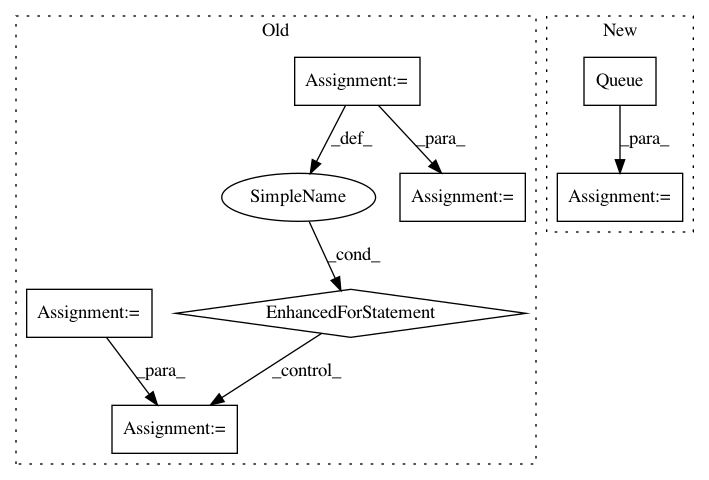 Old
New
Assignment:=
Queue
_def_
_para_
_para_
SimpleName
Assignment:=
Assignment:=
_cond_
Assignment:=
EnhancedForStatement
_para_
_control_
Assignment:=